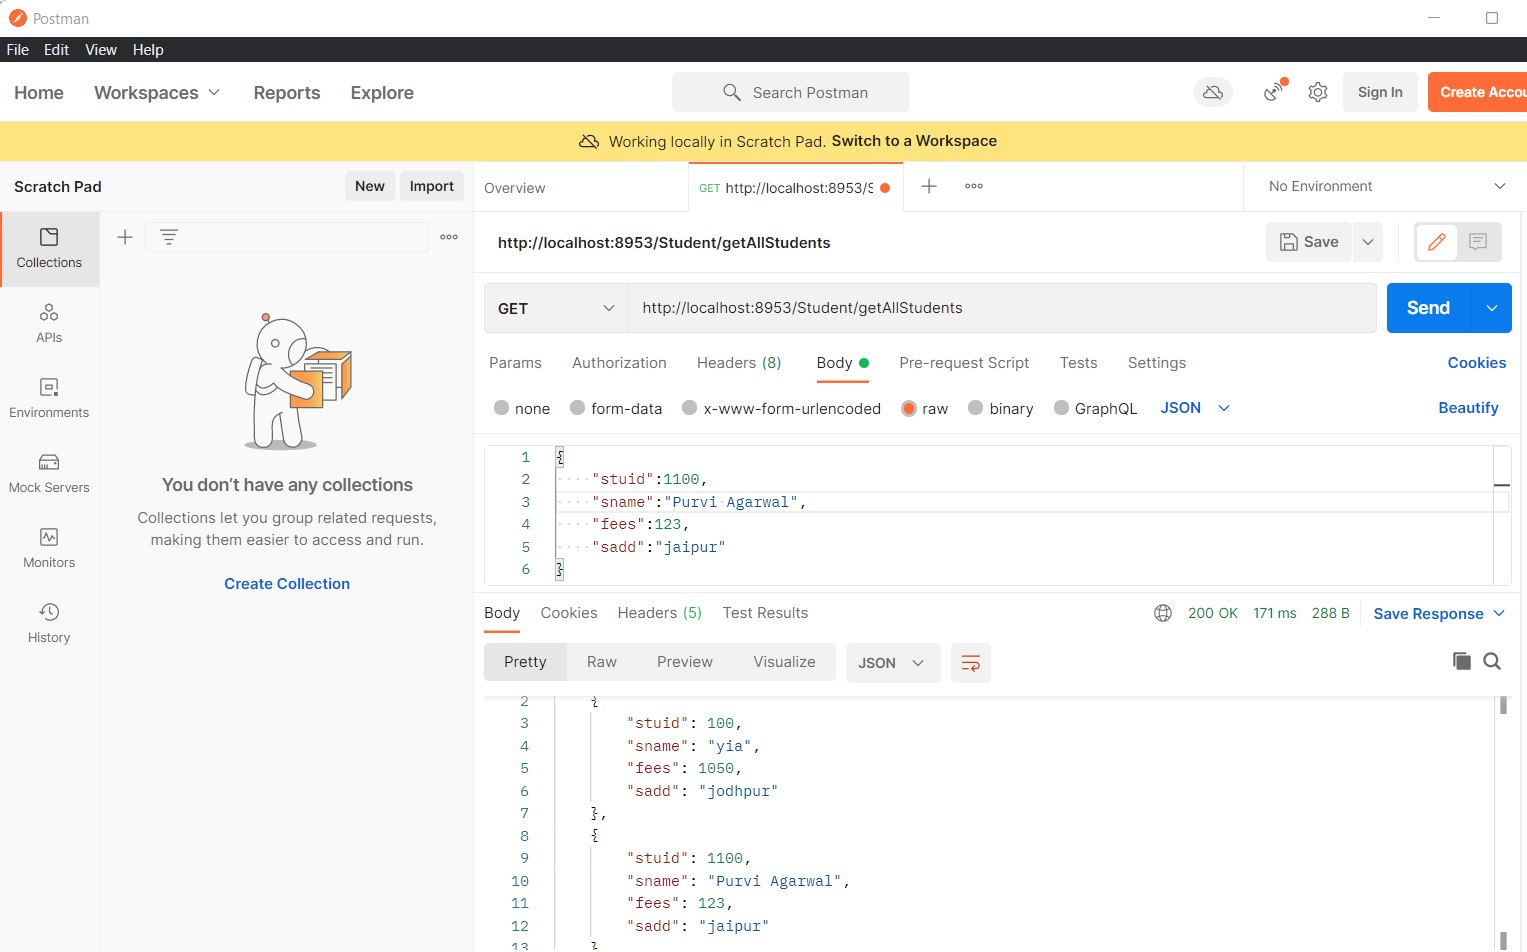 Postman
File Edit View Help
Home Workspaces Reports Explore Search Postman Sign In Create Accou
Working locally in Scratch Pad. Switch to a Workspace
Scratch Pad New Import Overview GET http://localhost:8953/S No Environment
Collections
APIs
Environments
Mock Servers
Monitors
History
You don’t have any collections
Collections let you group related requests,
making them easier to access and run.
Create Collection
http://localhost:8953/Student/getAllStudents Save
GET http://localhost:8953/Student/getAllStudents Send
Params Authorization Headers (8) Body Pre-request Script Tests Settings Cookies
none form-data x-www-form-urlencoded raw binary GraphQL JSON Beautify
1 {
2 "stuid":1100,
3 "sname":"Purvi Agarwal",
4 "fees":123,
5 "sadd":"jaipur"
6 }
Body Cookies Headers (5) Test Results 200 OK 171 ms 288 B Save Response
Pretty Raw Preview Visualize JSON
2 {
3 "stuid": 100,
4 "sname": "yia",
5 "fees": 1050,
6 "sadd": "jodhpur"
7 },
8 {
9 "stuid": 1100,
10 "sname": "Purvi Agarwal",
11 "fees": 123,
12 "sadd": "jaipur"
13 }